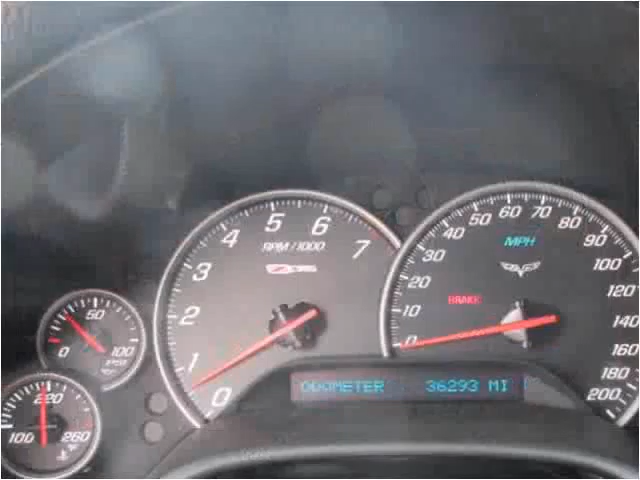 0 50 100
PSI
100 220 260
0 1 2 3 4 5 6 7
RPM/1000
0 10 20 30 40 50 60 70 80 90 100 120 140 160 180 200
MPH
BRAKE
ODOMETER 36293 MI